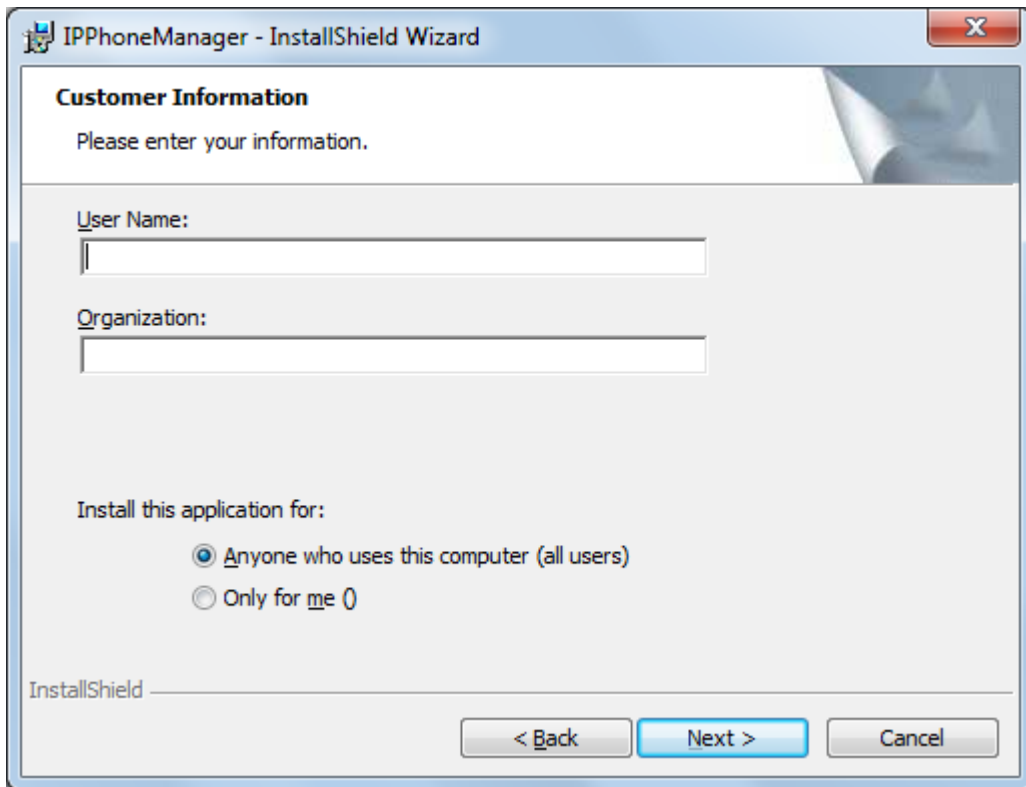 IPPhoneManager - InstallShield Wizard
Customer Information
Please enter your information.
User Name:
Organization:
Install this application for:
Anyone who uses this computer (all users)
Only for me ()
InstallShield
< Back
Next >
Cancel